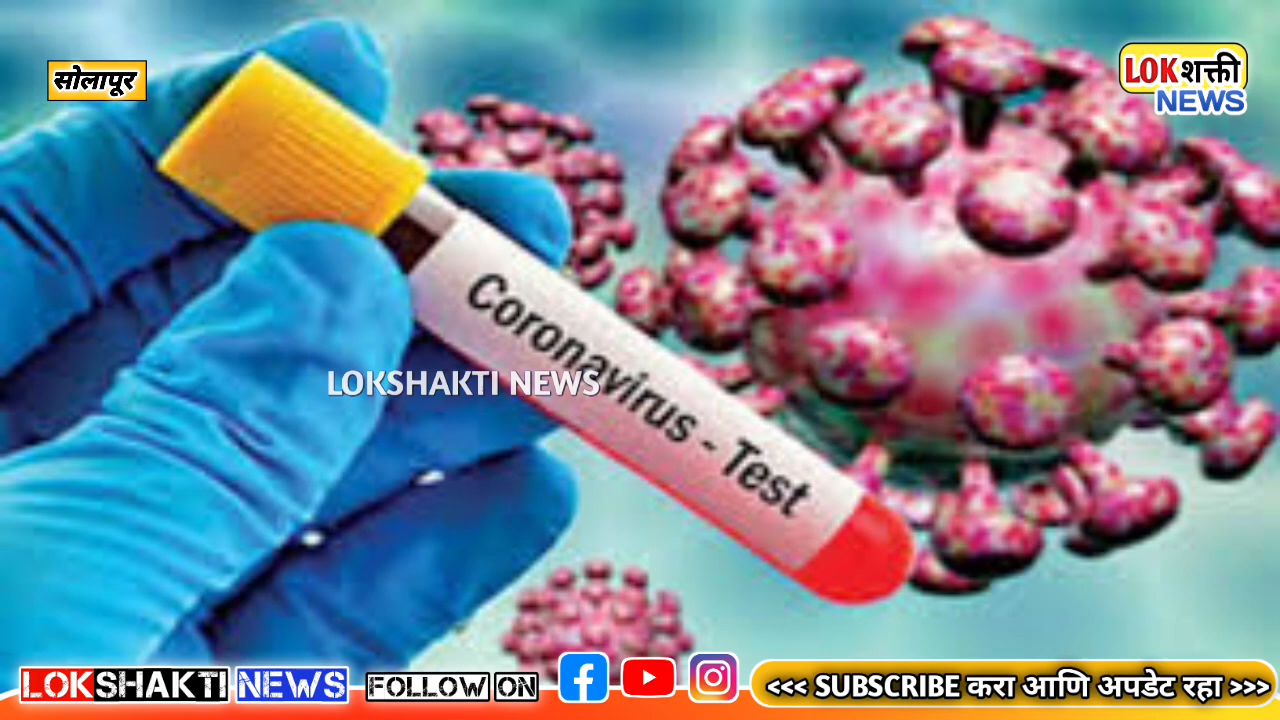 सोलापूर
LOKशक्ती
NEWS
Coronavirus - Test
LOKSHAKTI NEWS
LOKSHAKTI NEWS FOLLOW ON
<<< SUBSCRIBE करा आणि अपडेट रहा >>>